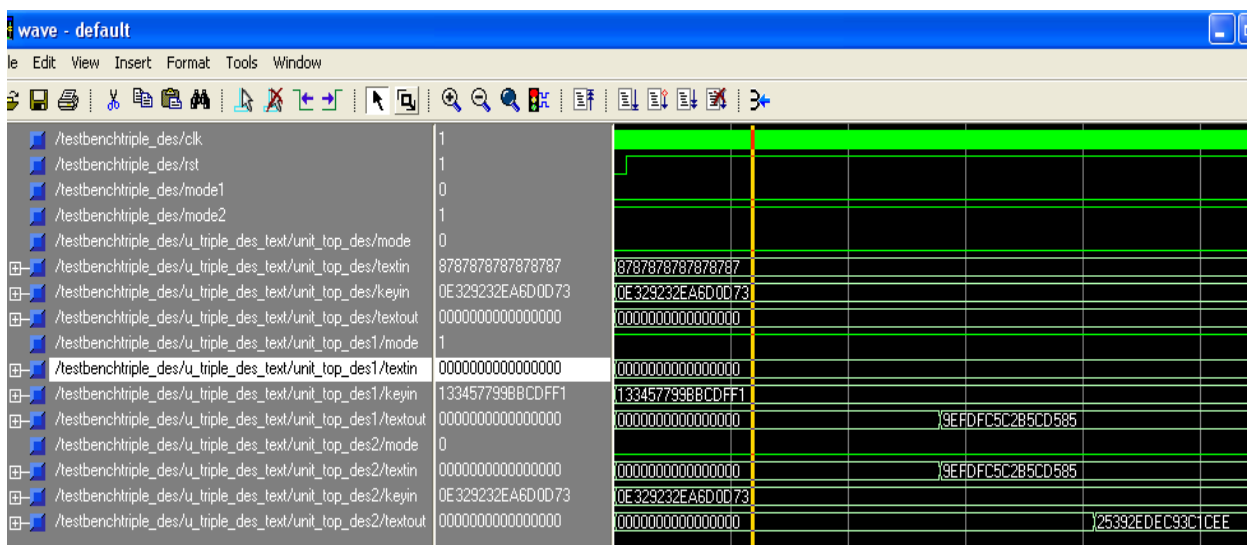 wave - default
le Edit View Insert Format Tools Window
/testbenchtriple_des/clk 1
/testbenchtriple_des/rst 1
/testbenchtriple_des/mode1 0
/testbenchtriple_des/mode2 1
/testbenchtriple_des/u_triple_des_text/unit_top_des/mode 0
/testbenchtriple_des/u_triple_des_text/unit_top_des/textin 8787878787878787 8787878787878787
/testbenchtriple_des/u_triple_des_text/unit_top_des/keyin 0E329232EA6D0D73 0E329232EA6D0D73
/testbenchtriple_des/u_triple_des_text/unit_top_des/textout 0000000000000000 0000000000000000
/testbenchtriple_des/u_triple_des_text/unit_top_des1/mode 1
/testbenchtriple_des/u_triple_des_text/unit_top_des1/textin 0000000000000000 0000000000000000
/testbenchtriple_des/u_triple_des_text/unit_top_des1/keyin 133457799BBCDFF1 133457799BBCDFF1
/testbenchtriple_des/u_triple_des_text/unit_top_des1/textout 0000000000000000 0000000000000000 9EFDFC5C2B5CD585
/testbenchtriple_des/u_triple_des_text/unit_top_des2/mode 0
/testbenchtriple_des/u_triple_des_text/unit_top_des2/textin 0000000000000000 0000000000000000 9EFDFC5C2B5CD585
/testbenchtriple_des/u_triple_des_text/unit_top_des2/keyin 0E329232EA6D0D73 0E329232EA6D0D73
/testbenchtriple_des/u_triple_des_text/unit_top_des2/textout 0000000000000000 0000000000000000 25392EDEC93C1CEE